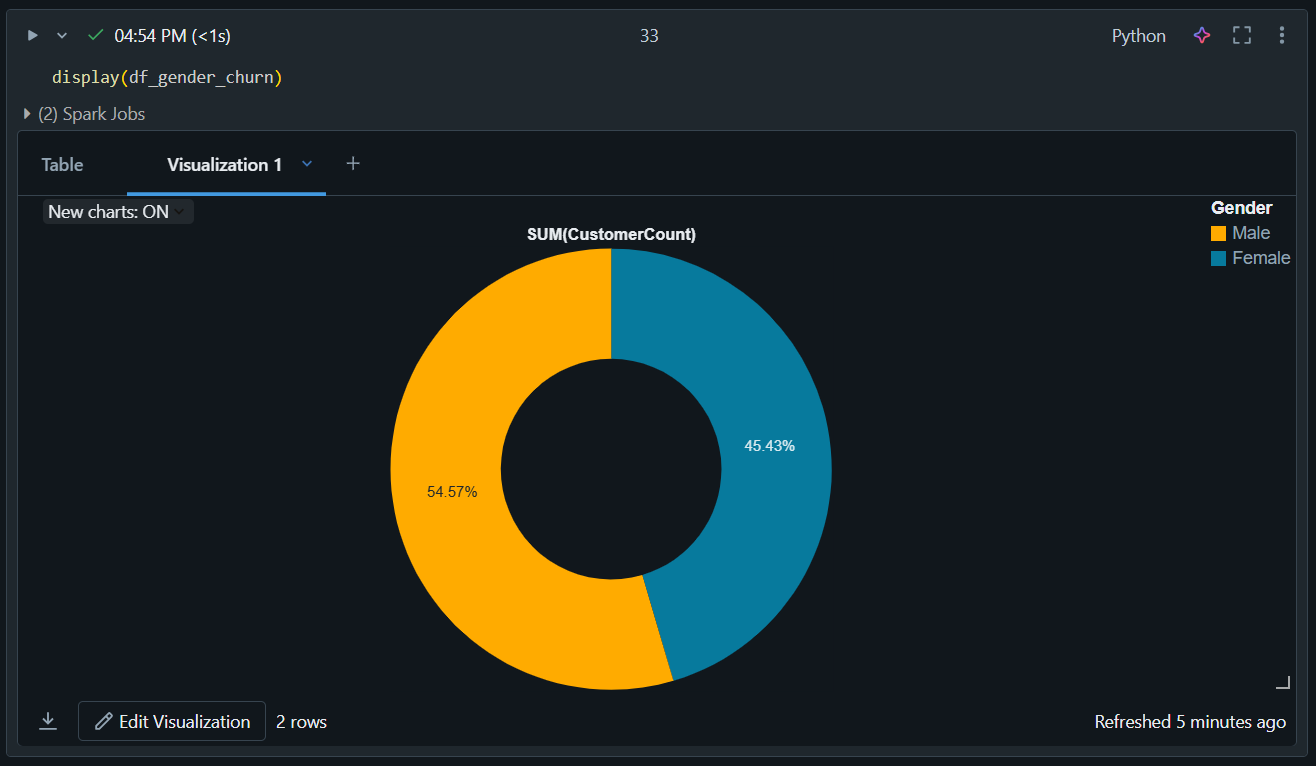 04:54 PM (<1s)
33
Python
display(df_gender_churn)
(2) Spark Jobs
Table
Visualization 1
+
New charts: ON
SUM(CustomerCount)
Gender
Male
Female
45.43%
54.57%
Edit Visualization
2 rows
Refreshed 5 minutes ago